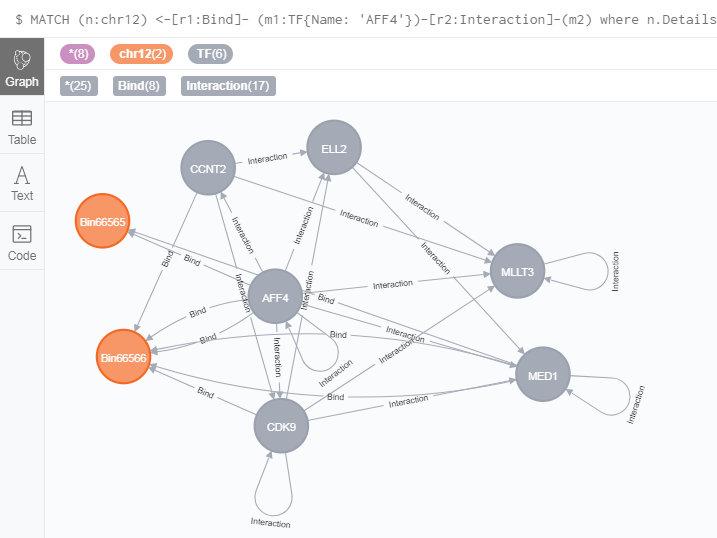 $ MATCH (n:chr12) <-[r1:Bind]- (m1:TF{Name: 'AFF4'})-[r2:Interaction]-(m2) where n.Details
*(8) chr12(2) TF(6)
*(25) Bind(8) Interaction(17)
Graph
Table
Text
Code
ELL2
CCNT2
Interaction
Interaction
Bin66565
Interaction
Interaction
Interaction
Interaction
Bind
Bind
MLLT3
Interaction
Interaction
Interaction
Interaction
AFF4
Bind
Bind
Interaction
Bind
Bind
Interaction
Interaction
Bin66566
Interaction
MED1
Bind
Bind
Interaction
Interaction
CDK9
Interaction